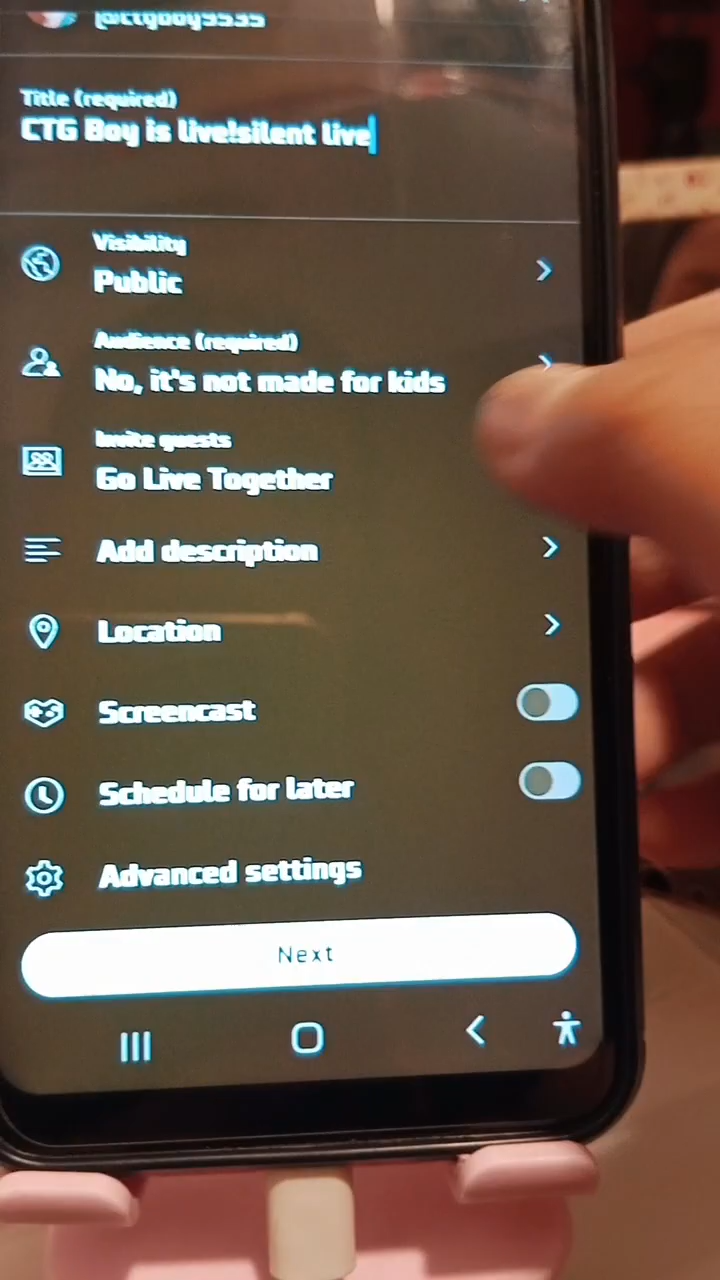 @ctgboy9535
Title (required)
CTG Boy is live!silent live
Visibility
Public
Audience (required)
No, it's not made for kids
Invite guests
Go Live Together
Add description
Location
Screencast
Schedule for later
Advanced settings
Next